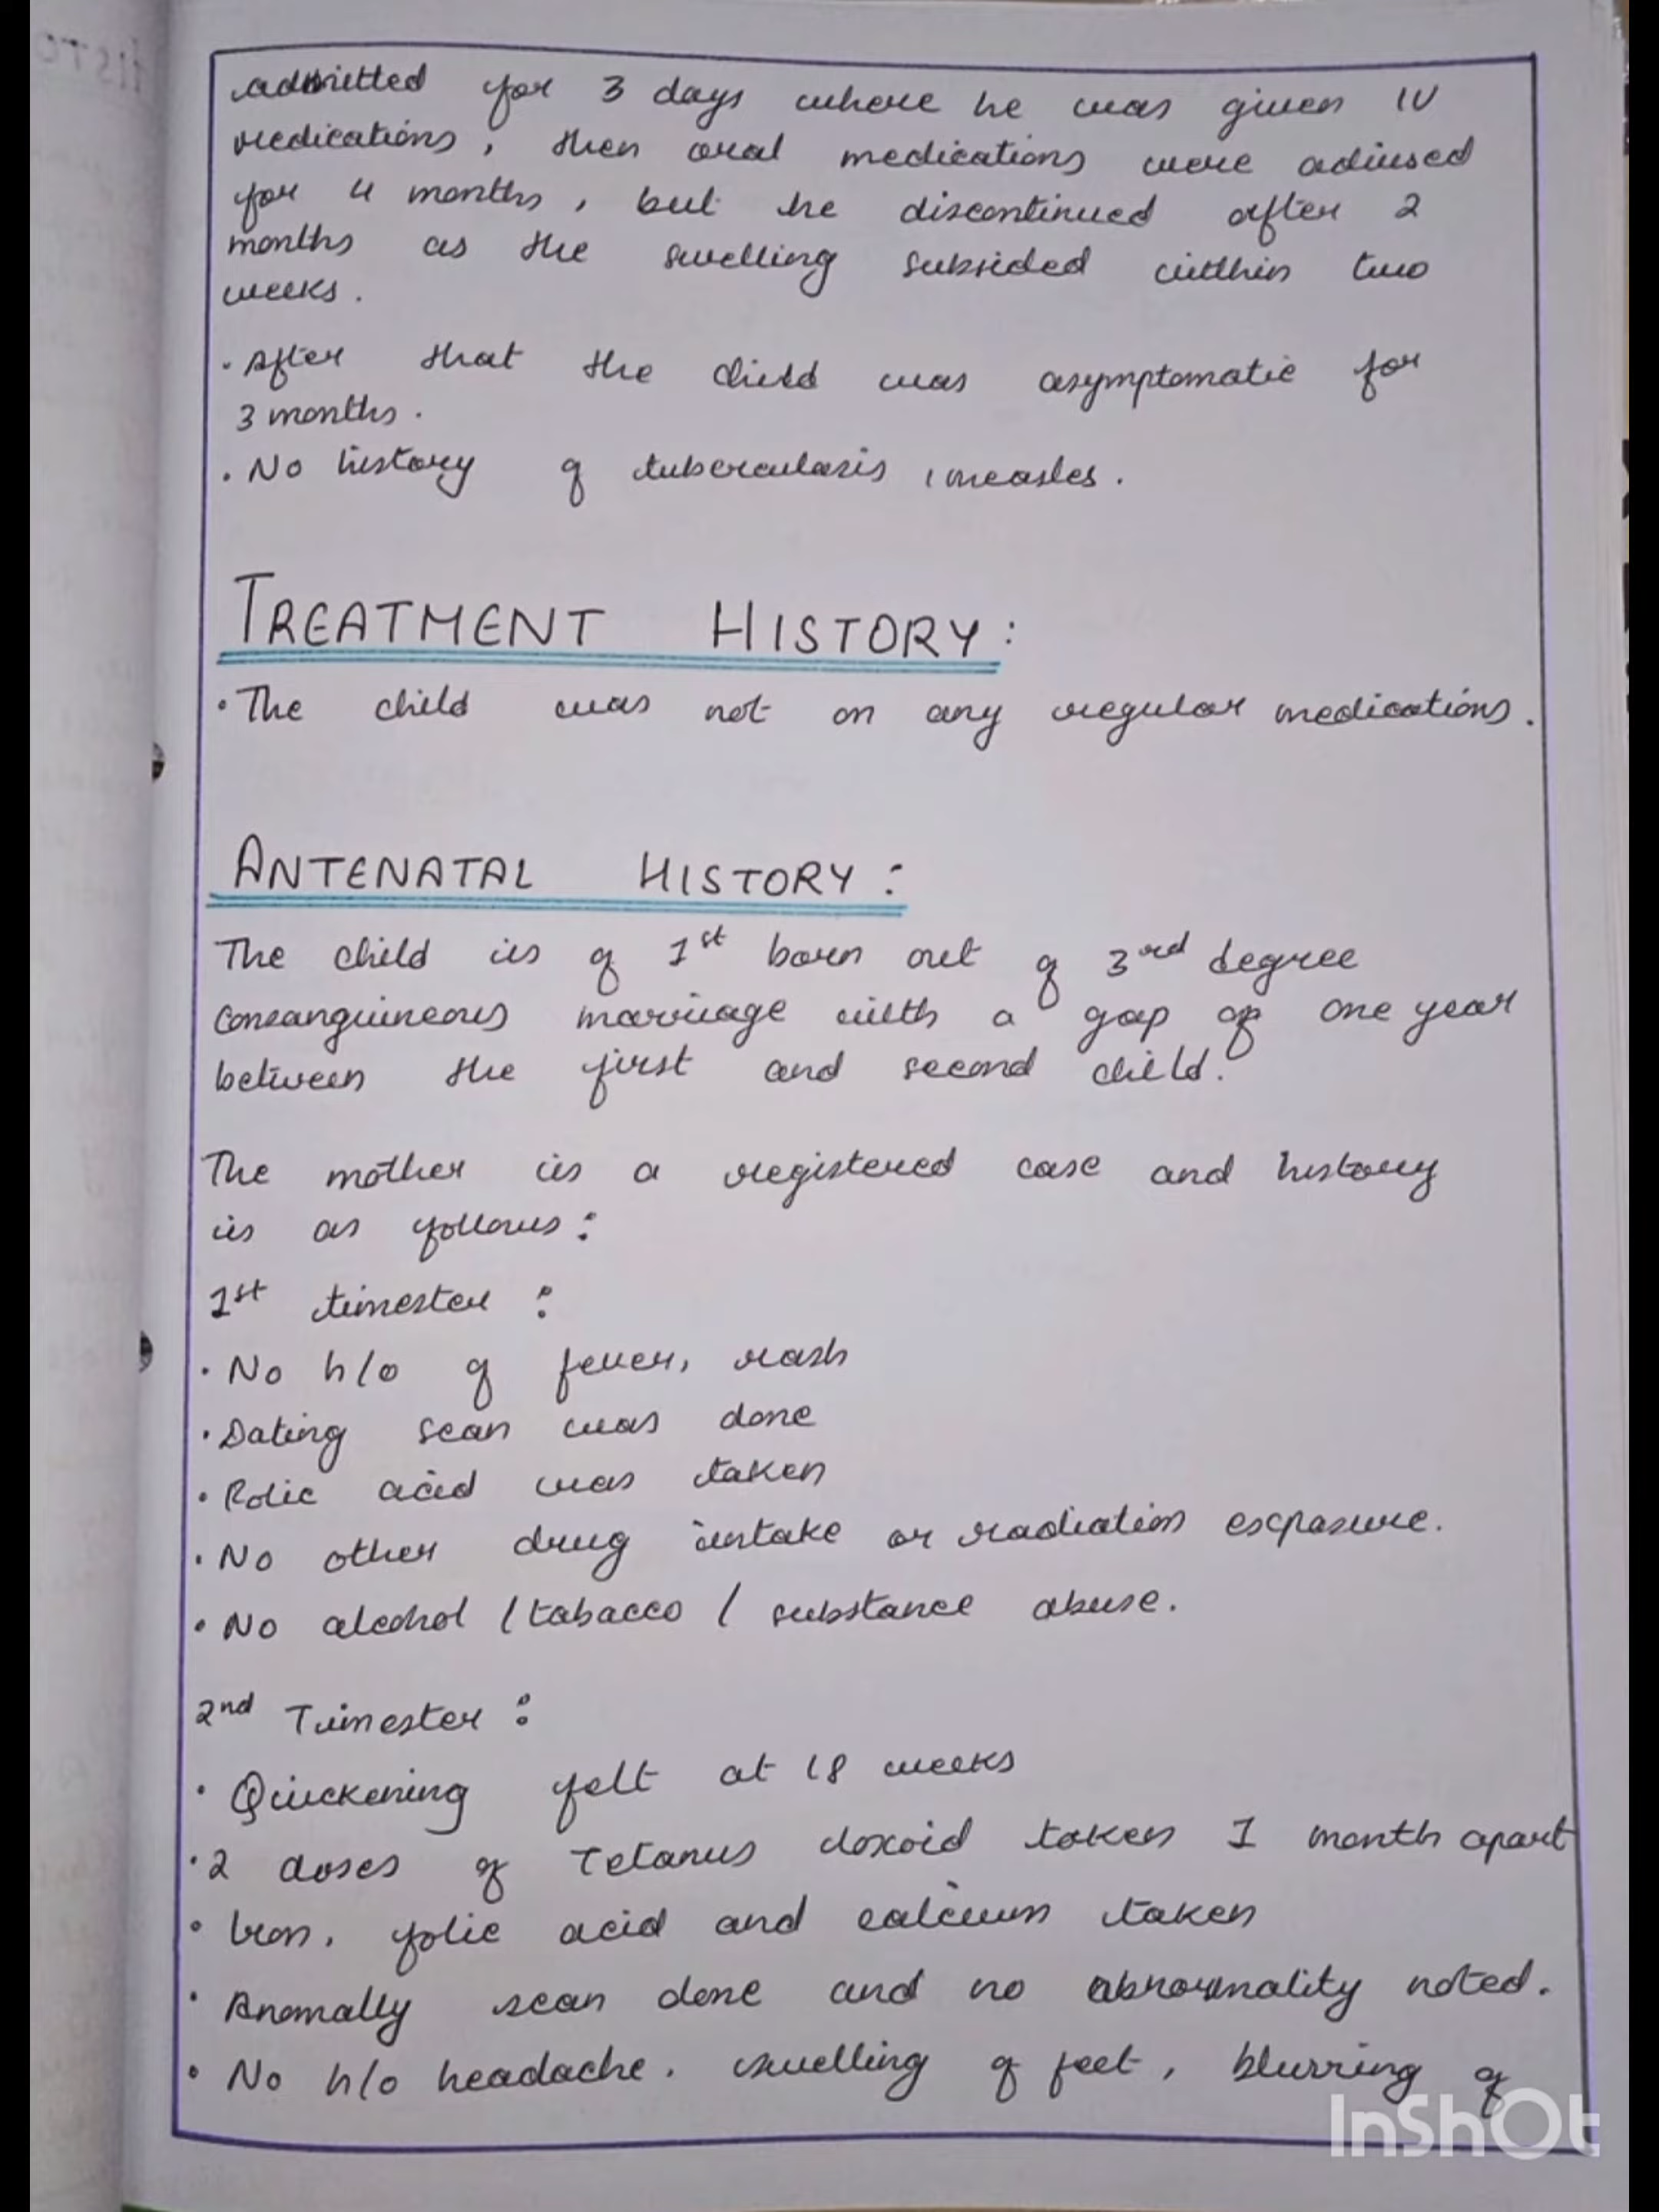 admitted for 3 days where he was given IV
medications, then oral medications were advised
for 4 months, but he discontinued after 2
months as the swelling subsided within two
weeks.
· After that the child was asymptomatic for
3 months.
· No history of tuberculosis, measles.
TREATMENT HISTORY:
· The child was not on any regular medications.
ANTENATAL HISTORY:
The child is of 1st born out of 3rd degree
consanguineous marriage with a gap of one year
between the first and second child.
The mother is a registered case and history
is as follows:
1st timester:
· No h/o of fever, rash
· Dating scan was done
· Folic acid was taken
· No other drug intake or radiation exposure.
· No alcohol / tobacco / substance abuse.
2nd Trimester:
· Quickening felt at 18 weeks
· 2 doses of Tetanus toxoid taken 1 month apart
· Iron, folic acid and calcium taken
· Anomally scan done and no abnormality noted.
· No h/o headache, swelling of feet, blurring of
InShOt